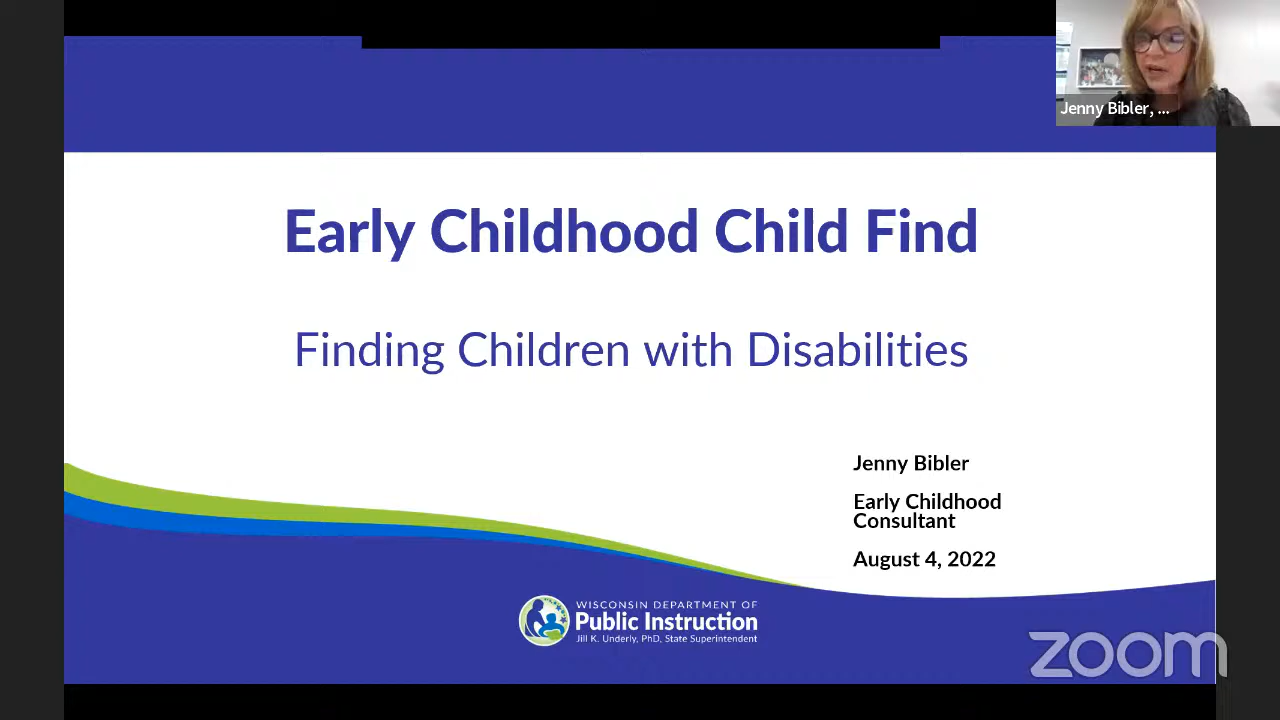 Jenny Bibler, ...
Early Childhood Child Find
Finding Children with Disabilities
Jenny Bibler
Early Childhood
Consultant
August 4, 2022
WISCONSIN DEPARTMENT OF
Public Instruction
Jill K. Underly, PhD, State Superintendent
zoom